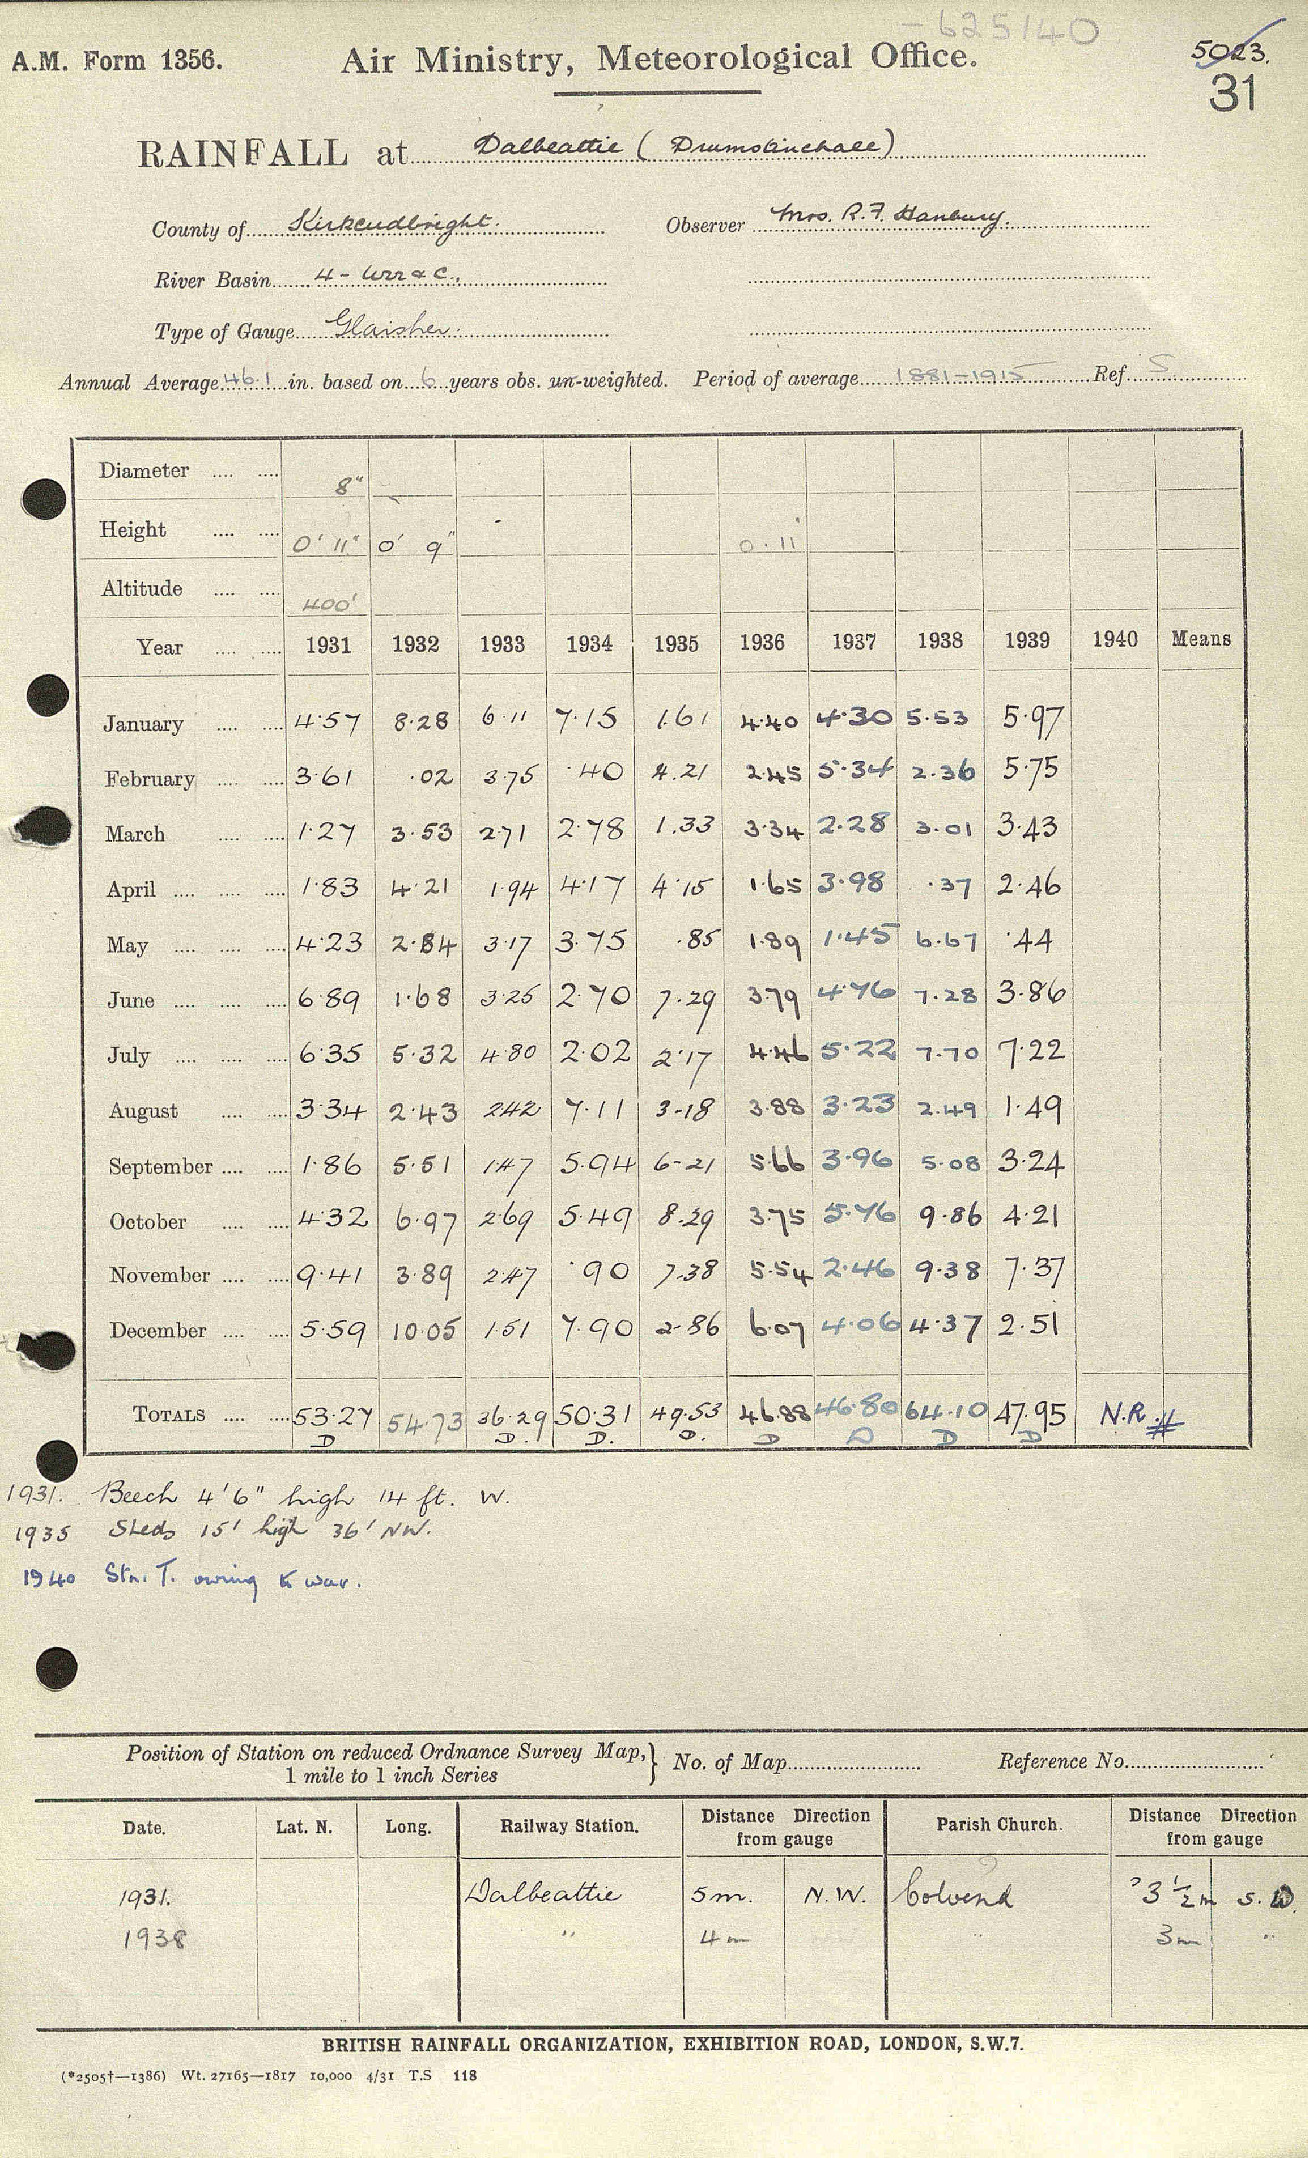 625140
A.M. Form 1356. Air Ministry, Meteorological Office. 5023.
31
RAINFALL at Dalbeattie (Drumstinchall)
County of Kirkcudbright. Observer Mrs. R.F. Hanbury.
River Basin 4 - Urr & C.
Type of Gauge Glaisher.
Annual Average 46.1 in. based on 6 years obs. un-weighted. Period of average 1881-1915 Ref. S
Diameter 8"
Height 0' 11" 0' 9" 0.11
Altitude 400'
Year 1931 1932 1933 1934 1935 1936 1937 1938 1939 1940 Means
January 4.57 8.28 6.11 7.15 1.61 4.40 4.30 5.53 5.97
February 3.61 .02 3.75 .40 4.21 2.45 5.34 2.36 5.75
March 1.27 3.53 2.71 2.78 1.33 3.34 2.28 3.01 3.43
April 1.83 4.21 1.94 4.17 4.15 1.65 3.98 .37 2.46
May 4.23 2.84 3.17 3.75 .85 1.89 1.45 6.67 .44
June 6.89 1.68 3.25 2.70 7.29 3.79 4.76 7.28 3.86
July 6.35 5.32 4.80 2.02 2.17 4.46 5.22 7.70 7.22
August 3.34 2.43 2.42 7.11 3.18 3.88 3.23 2.49 1.49
September 1.86 5.51 1.47 5.94 6.21 5.66 3.96 5.08 3.24
October 4.32 6.97 2.69 5.49 8.29 3.75 5.76 9.86 4.21
November 9.41 3.89 2.47 .90 7.38 5.54 2.46 9.38 7.37
December 5.59 10.05 1.51 7.90 2.86 6.07 4.06 4.37 2.51
TOTALS 53.27 54.73 36.29 50.31 49.53 46.88 46.80 64.10 47.95 N.R. #
D D. D. D. D D D D
1931. Beech 4'6" high 14 ft. W.
1935 Sheds 15' high 36' NW.
1940 Stn. T. owing to war.
Position of Station on reduced Ordnance Survey Map, 1 mile to 1 inch Series } No. of Map Reference No.
Date. Lat. N. Long. Railway Station. Distance Direction from gauge Parish Church. Distance Direction from gauge
1931. Dalbeattie 5 m. N.W. Colvend ?3 ½ m S.W.
1938 " 4 m " 3 m "
BRITISH RAINFALL ORGANIZATION, EXHIBITION ROAD, LONDON, S.W.7.
(*2505†—1386) Wt. 27165—1817 10,000 4/31 T.S 118